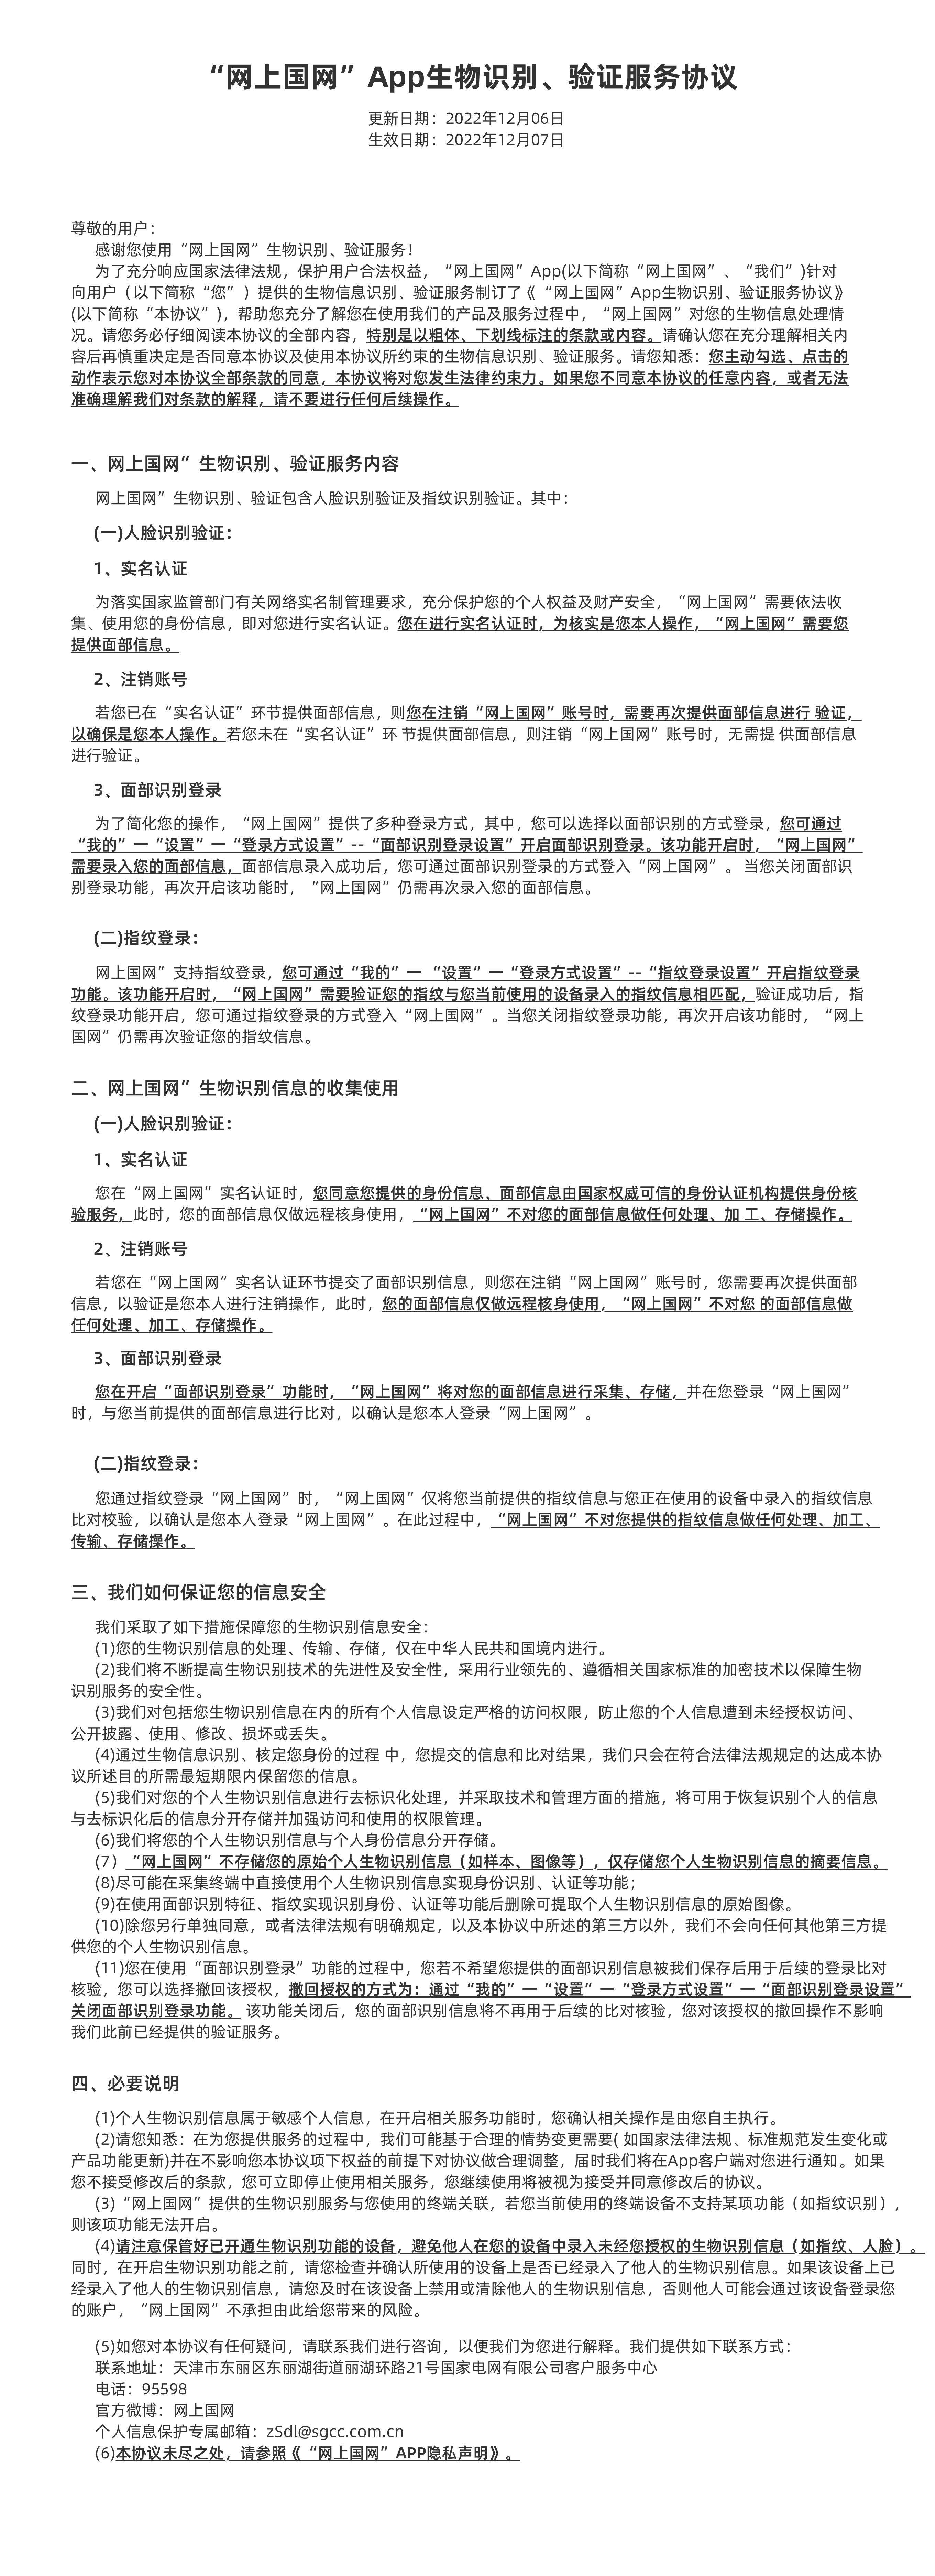 “网上国网”App生物识别、验证服务协议
更新日期：2022年12月06日
生效日期：2022年12月07日
尊敬的用户：
感谢您使用“网上国网”生物识别、验证服务！
为了充分响应国家法律法规，保护用户合法权益，“网上国网”App(以下简称“网上国网”、“我们”)针对
向用户（以下简称“您”）提供的生物信息识别、验证服务制订了《“网上国网”App生物识别、验证服务协议》
(以下简称“本协议”)，帮助您充分了解您在使用我们的产品及服务过程中，“网上国网”对您的生物信息处理情
况。请您务必仔细阅读本协议的全部内容，特别是以粗体、下划线标注的条款或内容。请确认您在充分理解相关内
容后再慎重决定是否同意本协议及使用本协议所约束的生物信息识别、验证服务。请您知悉：您主动勾选、点击的
动作表示您对本协议全部条款的同意，本协议将对您发生法律约束力。如果您不同意本协议的任意内容，或者无法
准确理解我们对条款的解释，请不要进行任何后续操作。
一、网上国网”生物识别、验证服务内容
网上国网”生物识别、验证包含人脸识别验证及指纹识别验证。其中：
(一)人脸识别验证：
1、实名认证
为落实国家监管部门有关网络实名制管理要求，充分保护您的个人权益及财产安全，“网上国网”需要依法收
集、使用您的身份信息，即对您进行实名认证。您在进行实名认证时，为核实是您本人操作，“网上国网”需要您
提供面部信息。
2、注销账号
若您已在“实名认证”环节提供面部信息，则您在注销“网上国网”账号时，需要再次提供面部信息进行 验证，
以确保是您本人操作。若您未在“实名认证”环 节提供面部信息，则注销“网上国网”账号时，无需提 供面部信息
进行验证。
3、面部识别登录
为了简化您的操作，“网上国网”提供了多种登录方式，其中，您可以选择以面部识别的方式登录，您可通过
“我的”一“设置”一“登录方式设置”--“面部识别登录设置”开启面部识别登录。该功能开启时，“网上国网”
需要录入您的面部信息，面部信息录入成功后，您可通过面部识别登录的方式登入“网上国网”。 当您关闭面部识
别登录功能，再次开启该功能时，“网上国网”仍需再次录入您的面部信息。
(二)指纹登录：
网上国网”支持指纹登录，您可通过“我的”一 “设置”一“登录方式设置”--“指纹登录设置”开启指纹登录
功能。该功能开启时，“网上国网”需要验证您的指纹与您当前使用的设备录入的指纹信息相匹配，验证成功后，指
纹登录功能开启，您可通过指纹登录的方式登入“网上国网”。当您关闭指纹登录功能，再次开启该功能时，“网上
国网”仍需再次验证您的指纹信息。
二、网上国网”生物识别信息的收集使用
(一)人脸识别验证：
1、实名认证
您在“网上国网”实名认证时，您同意您提供的身份信息、面部信息由国家权威可信的身份认证机构提供身份核
验服务，此时，您的面部信息仅做远程核身使用，“网上国网”不对您的面部信息做任何处理、加 工、存储操作。
2、注销账号
若您在“网上国网”实名认证环节提交了面部识别信息，则您在注销“网上国网”账号时，您需要再次提供面部
信息，以验证是您本人进行注销操作，此时，您的面部信息仅做远程核身使用，“网上国网”不对您 的面部信息做
任何处理、加工、存储操作。
3、面部识别登录
您在开启“面部识别登录”功能时，“网上国网”将对您的面部信息进行采集、存储，并在您登录“网上国网”
时，与您当前提供的面部信息进行比对，以确认是您本人登录“网上国网”。
(二)指纹登录：
您通过指纹登录“网上国网”时，“网上国网”仅将您当前提供的指纹信息与您正在使用的设备中录入的指纹信息
比对校验，以确认是您本人登录“网上国网”。在此过程中，“网上国网”不对您提供的指纹信息做任何处理、加工、
传输、存储操作。
三、我们如何保证您的信息安全
我们采取了如下措施保障您的生物识别信息安全：
(1)您的生物识别信息的处理、传输、存储，仅在中华人民共和国境内进行。
(2)我们将不断提高生物识别技术的先进性及安全性，采用行业领先的、遵循相关国家标准的加密技术以保障生物
识别服务的安全性。
(3)我们对包括您生物识别信息在内的所有个人信息设定严格的访问权限，防止您的个人信息遭到未经授权访问、
公开披露、使用、修改、损坏或丢失。
(4)通过生物信息识别、核定您身份的过程 中，您提交的信息和比对结果，我们只会在符合法律法规规定的达成本协
议所述目的所需最短期限内保留您的信息。
(5)我们对您的个人生物识别信息进行去标识化处理，并采取技术和管理方面的措施，将可用于恢复识别个人的信息
与去标识化后的信息分开存储并加强访问和使用的权限管理。
(6)我们将您的个人生物识别信息与个人身份信息分开存储。
(7）“网上国网”不存储您的原始个人生物识别信息（如样本、图像等），仅存储您个人生物识别信息的摘要信息。
(8)尽可能在采集终端中直接使用个人生物识别信息实现身份识别、认证等功能；
(9)在使用面部识别特征、指纹实现识别身份、认证等功能后删除可提取个人生物识别信息的原始图像。
(10)除您另行单独同意，或者法律法规有明确规定，以及本协议中所述的第三方以外，我们不会向任何其他第三方提
供您的个人生物识别信息。
(11)您在使用“面部识别登录”功能的过程中，您若不希望您提供的面部识别信息被我们保存后用于后续的登录比对
核验，您可以选择撤回该授权，撤回授权的方式为：通过“我的”一“设置”一“登录方式设置”一“面部识别登录设置”
关闭面部识别登录功能。 该功能关闭后，您的面部识别信息将不再用于后续的比对核验，您对该授权的撤回操作不影响
我们此前已经提供的验证服务。
四、必要说明
(1)个人生物识别信息属于敏感个人信息，在开启相关服务功能时，您确认相关操作是由您自主执行。
(2)请您知悉：在为您提供服务的过程中，我们可能基于合理的情势变更需要( 如国家法律法规、标准规范发生变化或
产品功能更新)并在不影响您本协议项下权益的前提下对协议做合理调整，届时我们将在App客户端对您进行通知。如果
您不接受修改后的条款，您可立即停止使用相关服务，您继续使用将被视为接受并同意修改后的协议。
(3)“网上国网”提供的生物识别服务与您使用的终端关联，若您当前使用的终端设备不支持某项功能（如指纹识别），
则该项功能无法开启。
(4)请注意保管好已开通生物识别功能的设备，避免他人在您的设备中录入未经您授权的生物识别信息（如指纹、人脸）。
同时，在开启生物识别功能之前，请您检查并确认所使用的设备上是否已经录入了他人的生物识别信息。如果该设备上已
经录入了他人的生物识别信息，请您及时在该设备上禁用或清除他人的生物识别信息，否则他人可能会通过该设备登录您
的账户，“网上国网”不承担由此给您带来的风险。
(5)如您对本协议有任何疑问，请联系我们进行咨询，以便我们为您进行解释。我们提供如下联系方式：
联系地址：天津市东丽区东丽湖街道丽湖环路21号国家电网有限公司客户服务中心
电话：95598
官方微博：网上国网
个人信息保护专属邮箱：zSdl@sgcc.com.cn
(6)本协议未尽之处，请参照《“网上国网”APP隐私声明》。